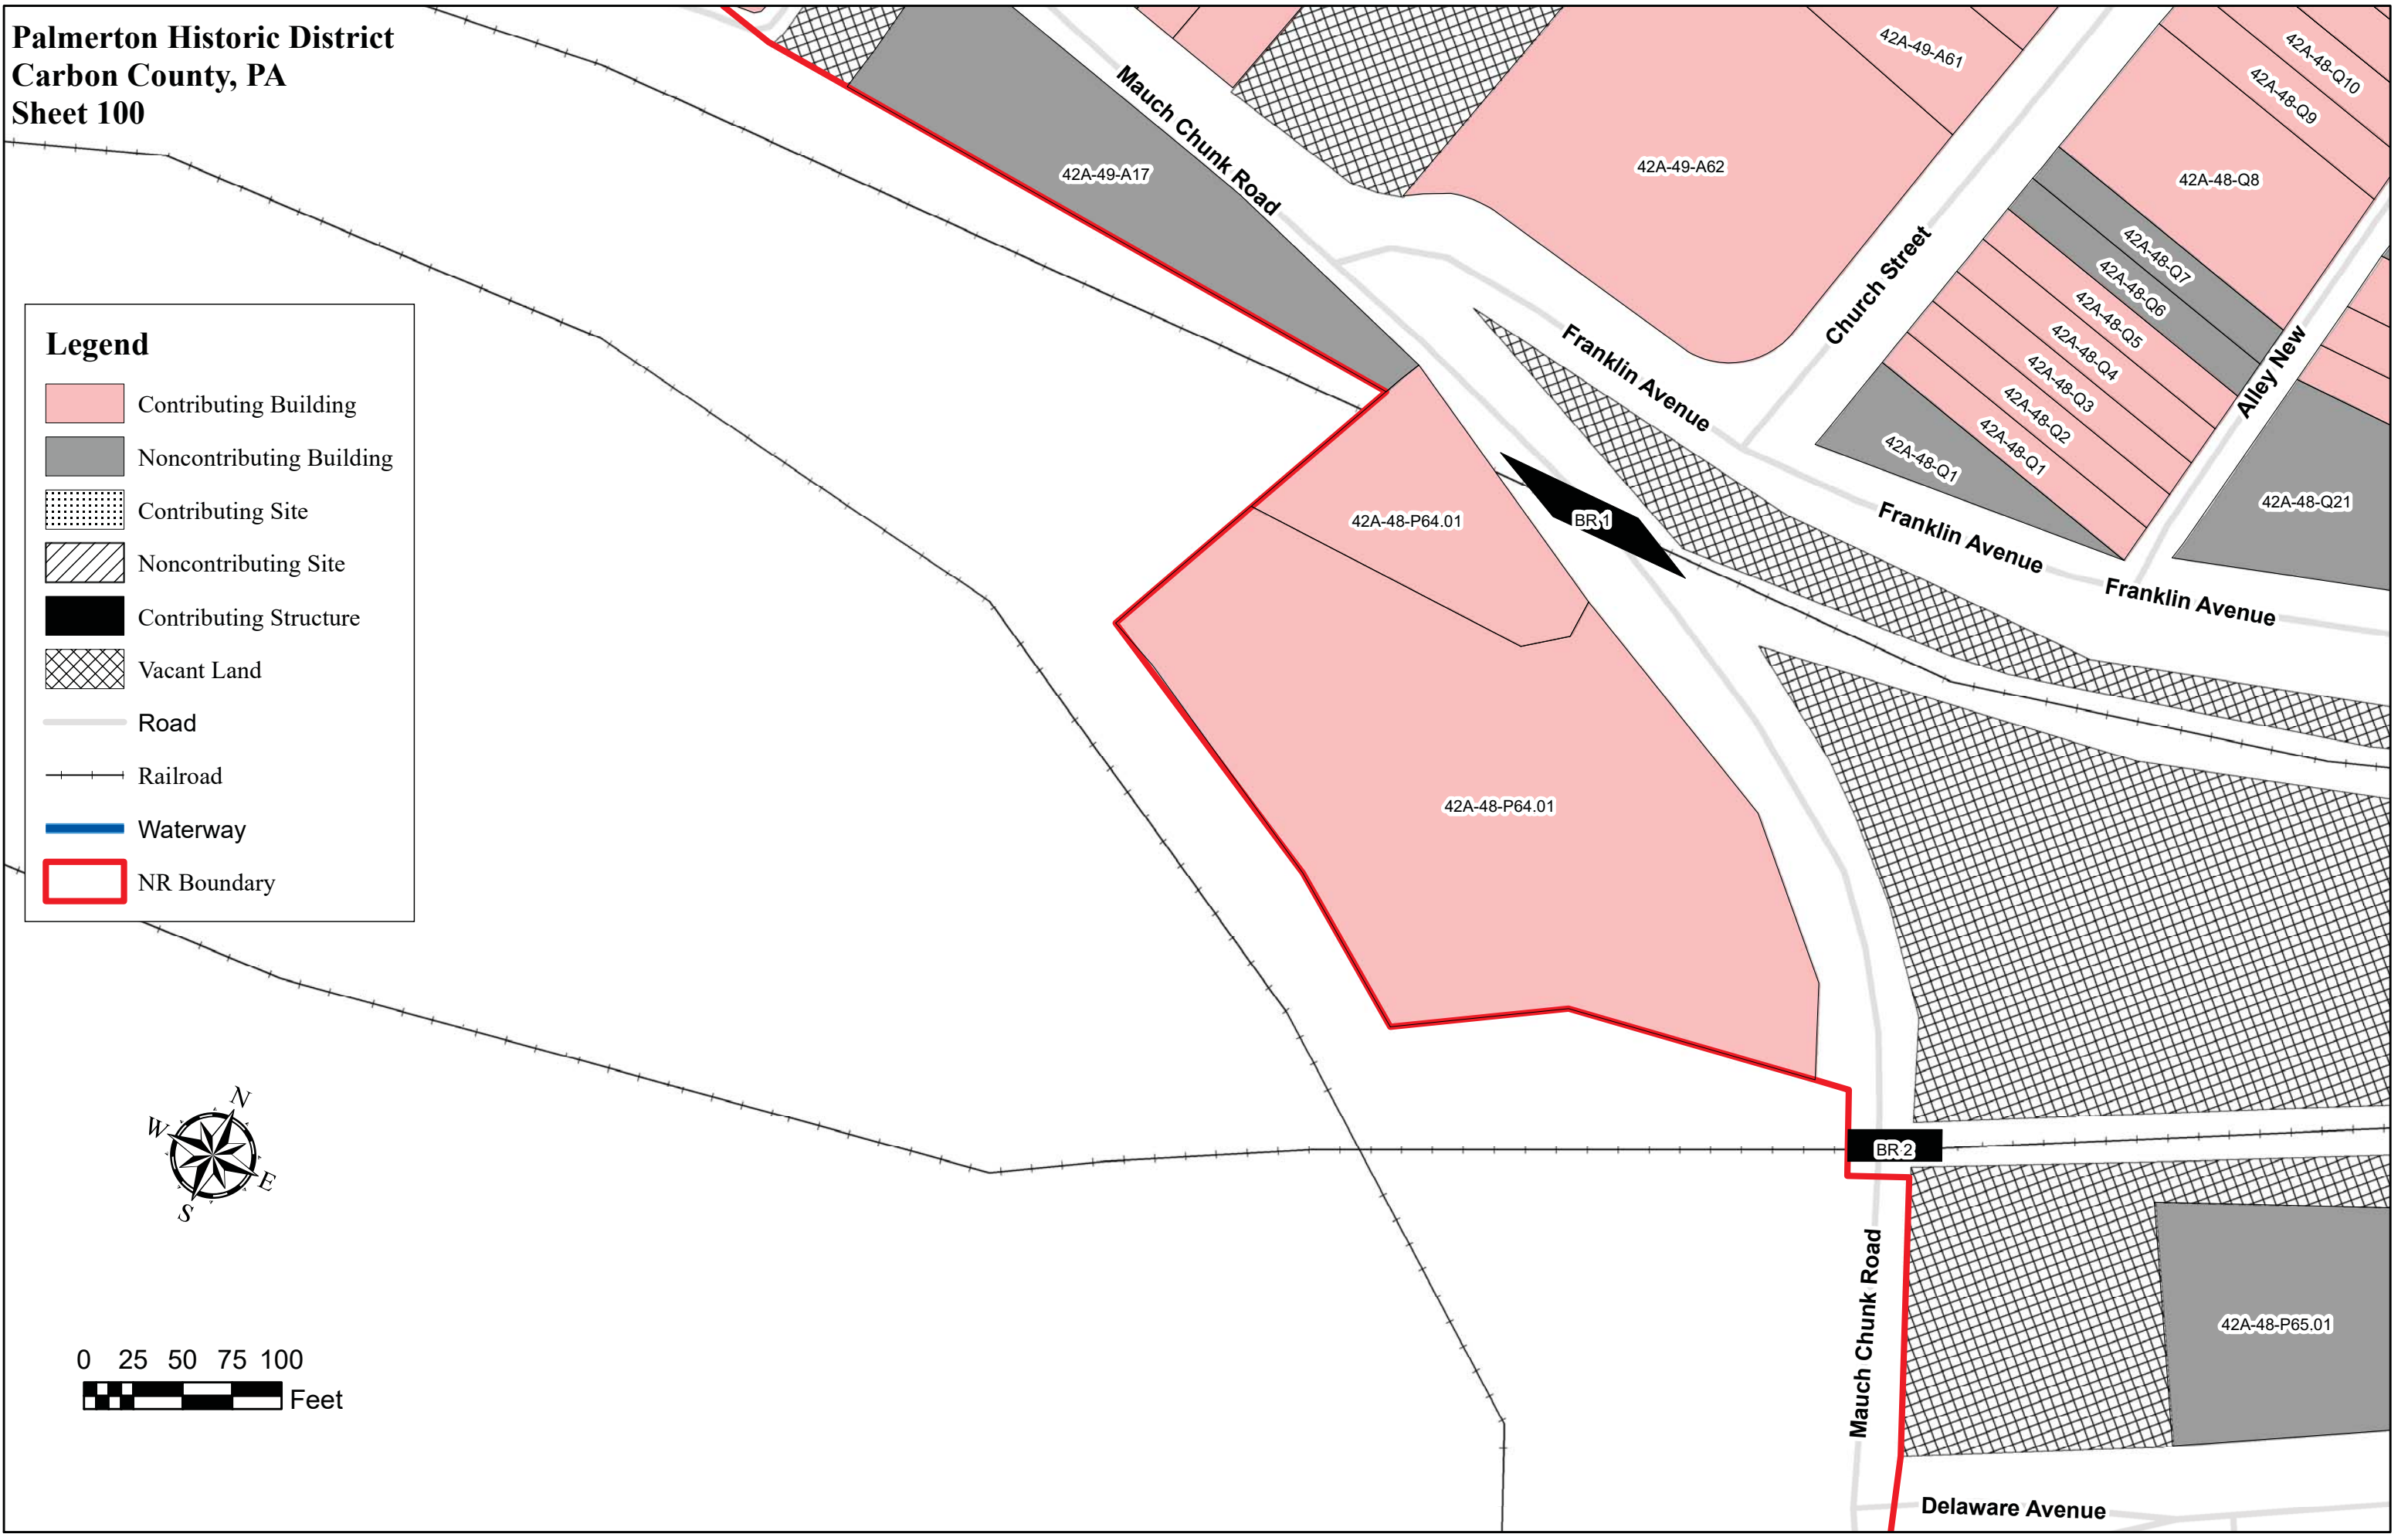 Palmerton Historic District
Carbon County, PA
Sheet 100
Legend
Contributing Building
Noncontributing Building
Contributing Site
Noncontributing Site
Contributing Structure
Vacant Land
Road
Railroad
Waterway
NR Boundary
N
W
E
S
0 25 50 75 100
Feet
Mauch Chunk Road
42A-49-A17
42A-49-A61
42A-49-A62
42A-48-Q10
42A-48-Q9
42A-48-Q8
42A-48-Q7
42A-48-Q6
42A-48-Q5
42A-48-Q4
42A-48-Q3
42A-48-Q2
42A-48-Q1
42A-48-Q1
42A-48-Q21
Church Street
Alley New
Franklin Avenue
Franklin Avenue
Franklin Avenue
BR 1
42A-48-P64.01
42A-48-P64.01
BR 2
Mauch Chunk Road
42A-48-P65.01
Delaware Avenue